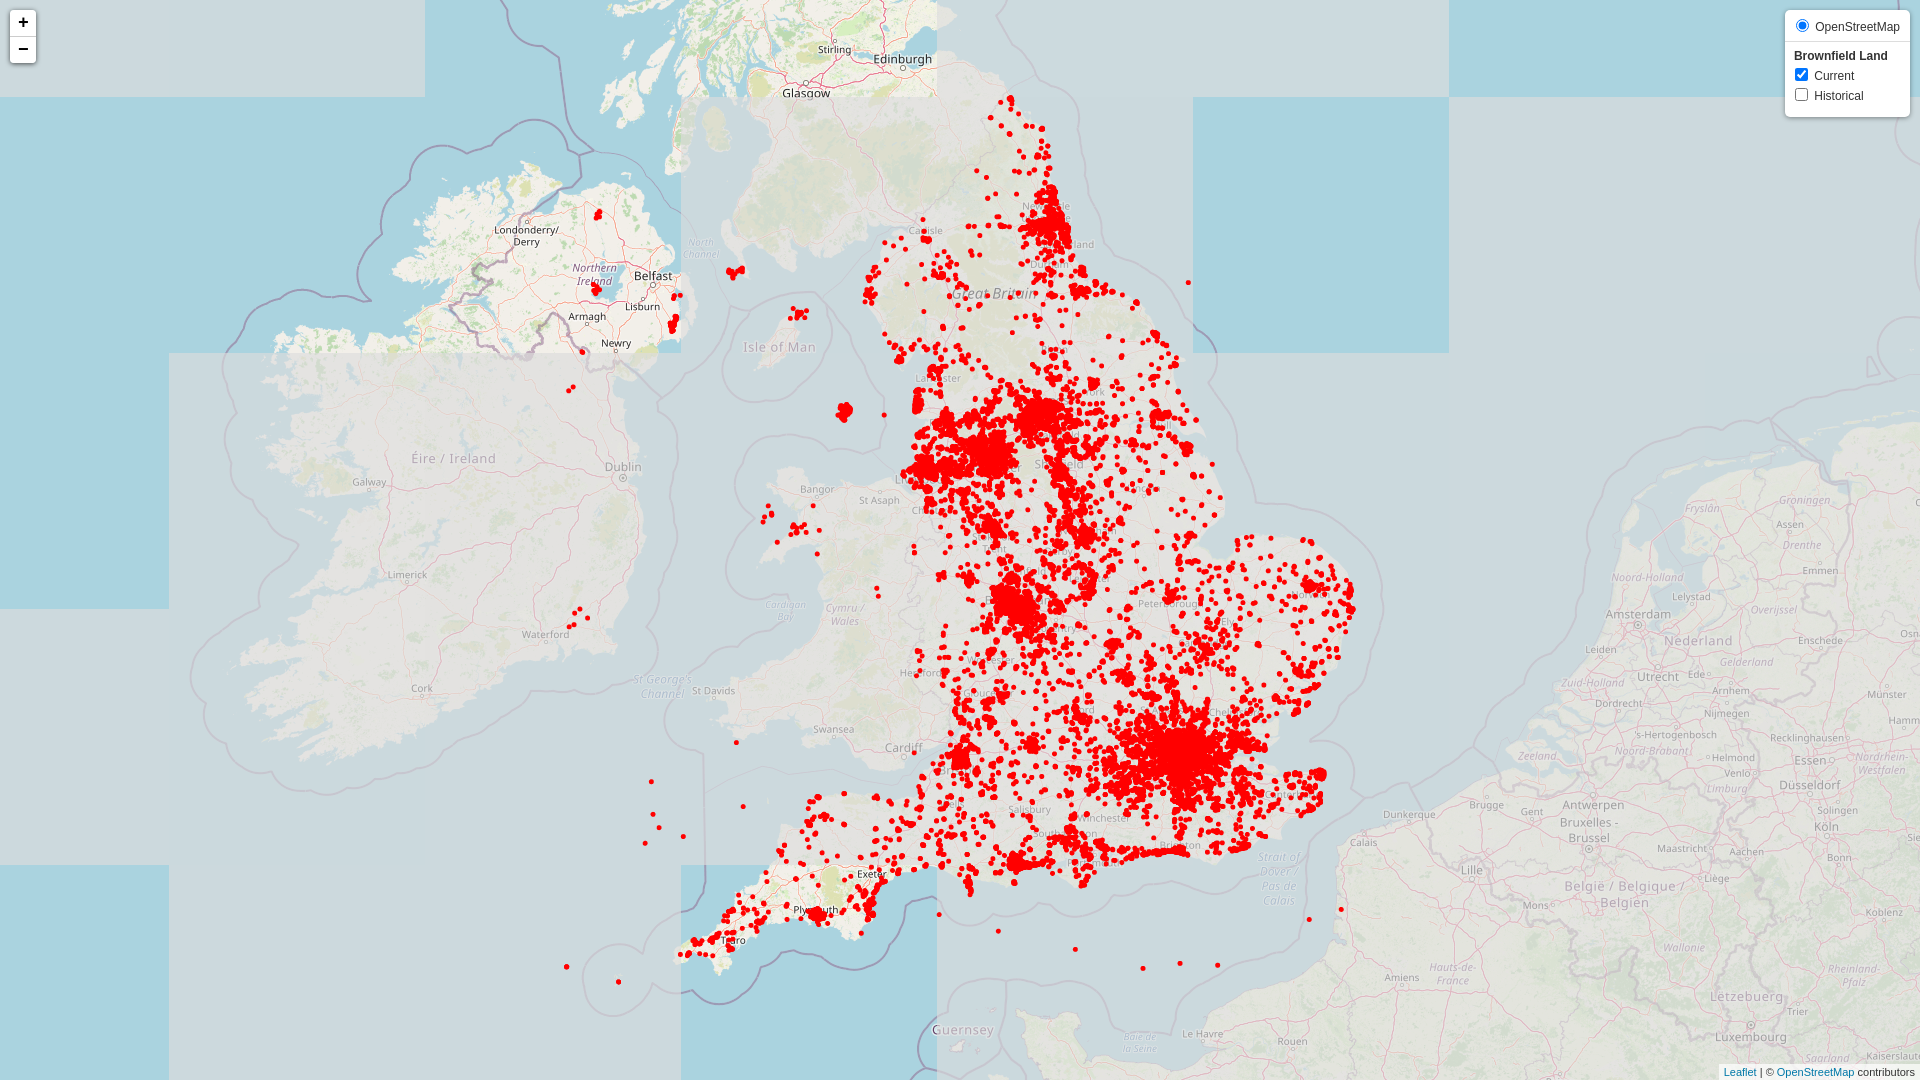 +
−
OpenStreetMap
Brownfield Land
Current
Historical
Stirling
Edinburgh
Glasgow
Londonderry/
Derry
Northern
Ireland
Belfast
Lisburn
Armagh
Newry
North
Channel
Isle of Man
Carlisle
Great Britain
Lancaster
Éire / Ireland
Galway
Dublin
Limerick
Waterford
Cork
St George's
Channel
Bangor
St Asaph
Cardigan
Bay
Cymru /
Wales
St Davids
Swansea
Cardiff
Peterborough
Ely
Worcester
Hereford
Salisbury
Winchester
Exeter
Truro
Strait of
Dover /
Pas de
Calais
Guernsey
Baie de
la Seine
Le Havre
Rouen
Amiens
Hauts-de-
France
Calais
Dunkerque
Lille
Brugge
Gent
Antwerpen
Bruxelles -
Brussel
België / Belgique /
Belgien
Mons
Wallonie
Liège
Maastricht
Aachen
Zeeland
Noord-Brabant
's-Hertogenbosch
Helmond
Venlo
Limburg
Dordrecht
Nijmegen
Arnhem
Ede
Utrecht
Zuid-Holland
Leiden
Amsterdam
Nederland
Gelderland
Lelystad
Noord-Holland
Overijssel
Enschede
Emmen
Drenthe
Assen
Groningen
Fryslân
Münster
Recklinghausen
Essen
Düsseldorf
Solingen
Köln
Bonn
Koblenz
Nordrhein-
Westfalen
Rheinland-
Pfalz
Lëtzebuerg
Luxembourg
Trier
Saarland
Kaiserslaute
Leaflet | © OpenStreetMap contributors